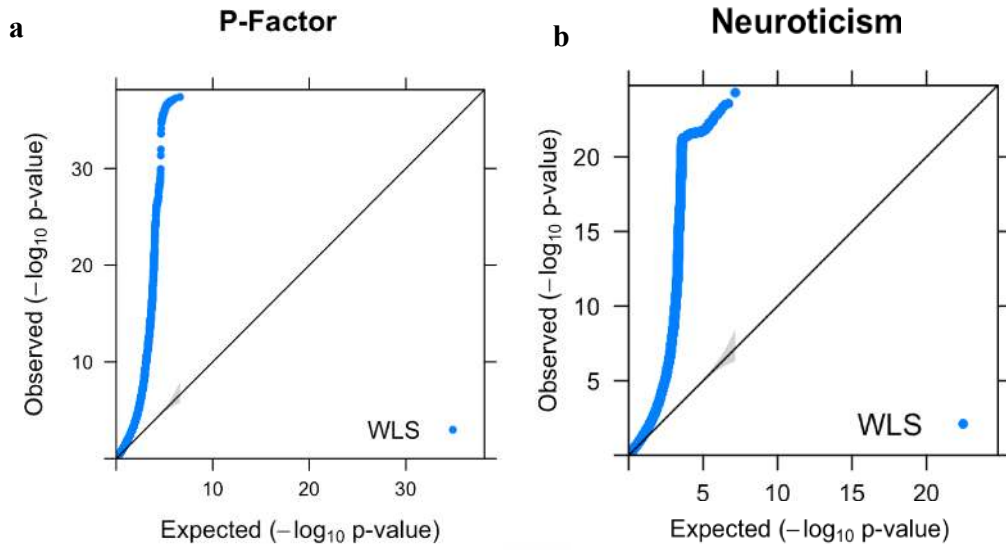 a
P-Factor
Observed (−log10 p-value)
30
20
10
WLS
10
20
30
Expected (−log10 p-value)
b
Neuroticism
Observed (−log10 p-value)
20
15
10
5
WLS
5
10
15
20
Expected (−log10 p-value)